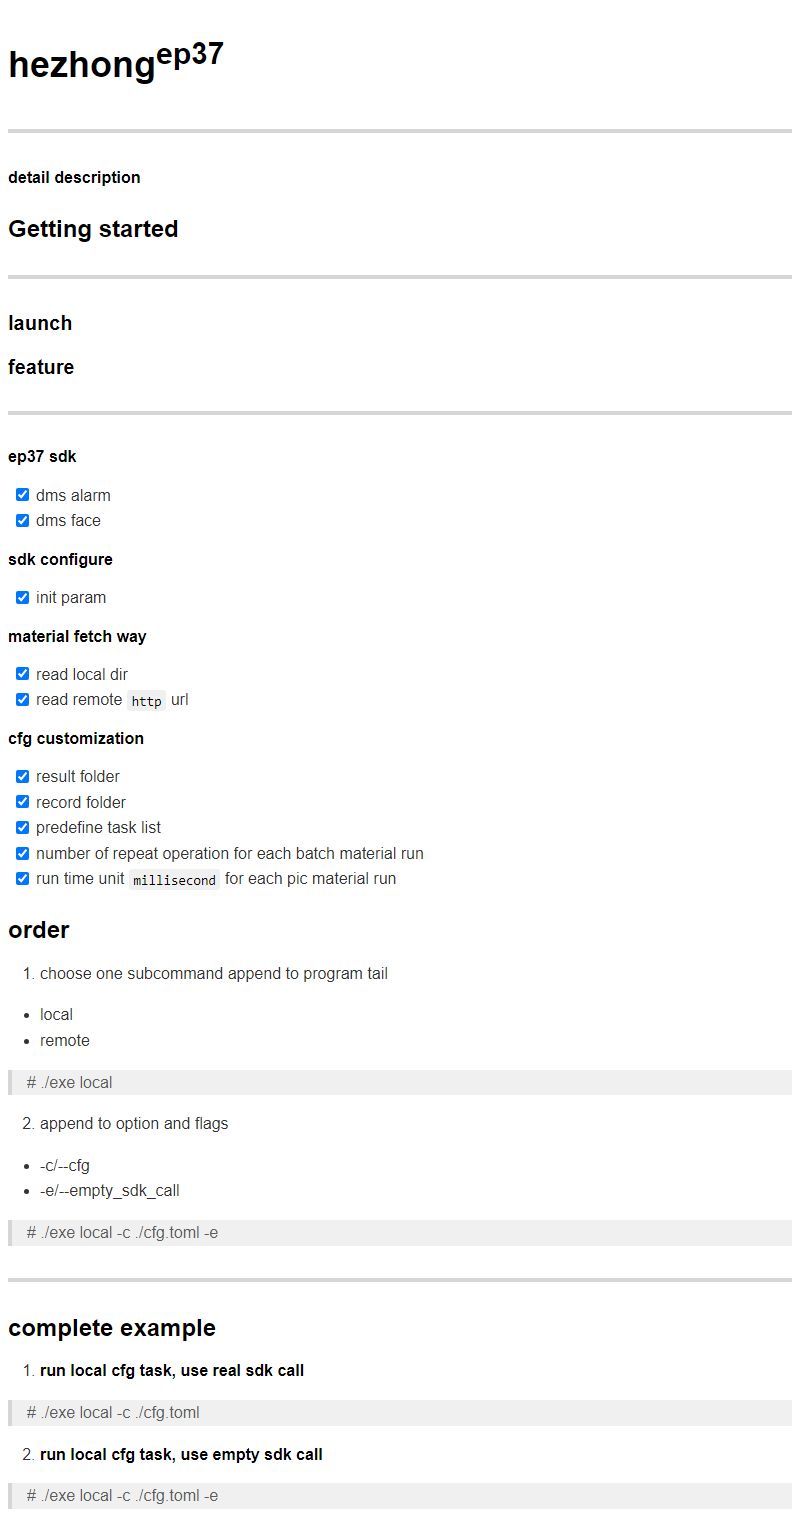 hezhongep37
detail description
Getting started
launch
feature
ep37 sdk
dms alarm
dms face
sdk configure
init param
material fetch way
read local dir
read remote http url
cfg customization
result folder
record folder
predefine task list
number of repeat operation for each batch material run
run time unit millisecond for each pic material run
order
1. choose one subcommand append to program tail
• local
• remote
# ./exe local
2. append to option and flags
• -c/--cfg
• -e/--empty_sdk_call
# ./exe local -c ./cfg.toml -e
complete example
1. run local cfg task, use real sdk call
# ./exe local -c ./cfg.toml
2. run local cfg task, use empty sdk call
# ./exe local -c ./cfg.toml -e